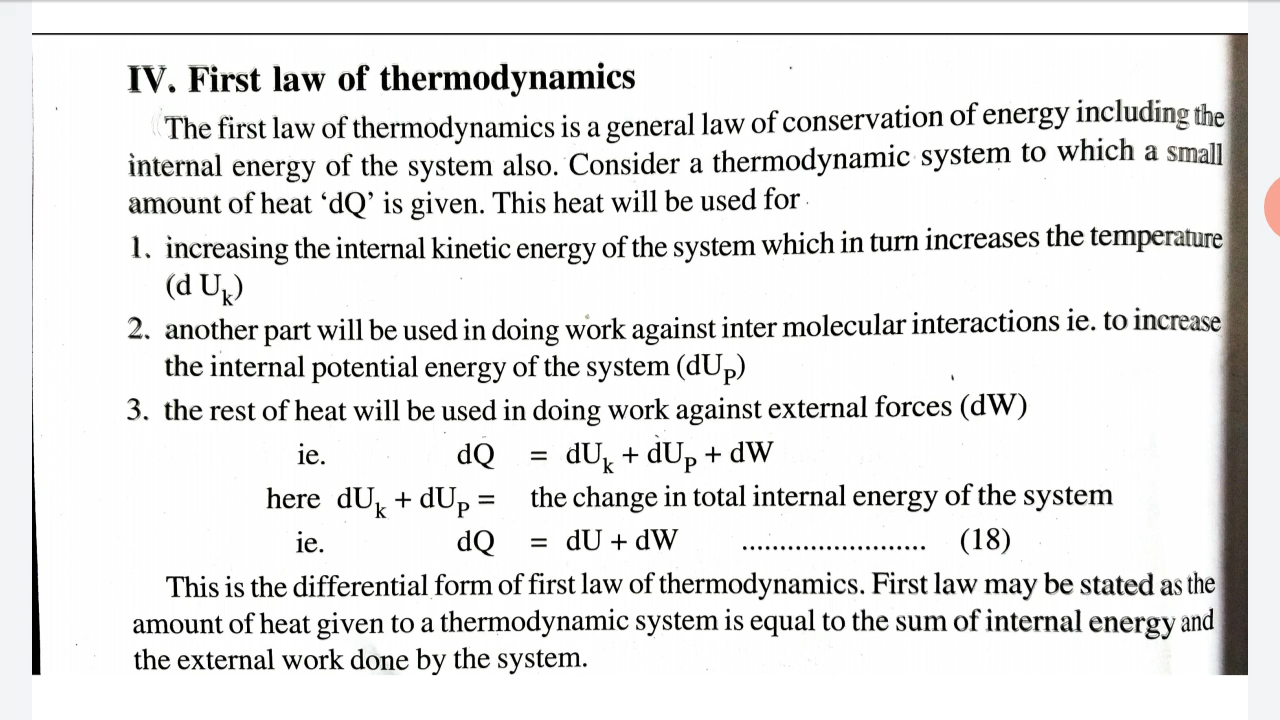 IV. First law of thermodynamics
The first law of thermodynamics is a general law of conservation of energy including the
internal energy of the system also. Consider a thermodynamic system to which a small
amount of heat ‘dQ’ is given. This heat will be used for
1. increasing the internal kinetic energy of the system which in turn increases the temperature
(d Uk)
2. another part will be used in doing work against inter molecular interactions ie. to increase
the internal potential energy of the system (dUP)
3. the rest of heat will be used in doing work against external forces (dW)
ie. dQ = dUk + dUP + dW
here dUk + dUP = the change in total internal energy of the system
ie. dQ = dU + dW ........................ (18)
This is the differential form of first law of thermodynamics. First law may be stated as the
amount of heat given to a thermodynamic system is equal to the sum of internal energy and
the external work done by the system.